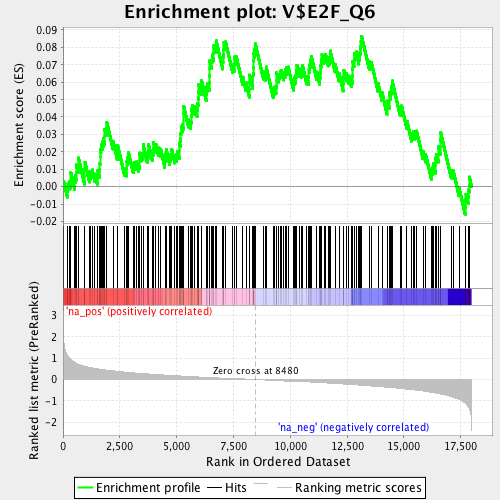 Enrichment plot: V$E2F_Q6
Enrichment score (ES)
0.09
0.08
0.07
0.06
0.05
0.04
0.03
0.02
0.01
0.00
-0.01
-0.02
'na_pos' (positively correlated)
Ranked list metric (PreRanked)
3
2
1
0
-1
-2
Zero cross at 8480
'na_neg' (negatively correlated)
0
2,500
5,000
7,500
10,000
12,500
15,000
17,500
Rank in Ordered Dataset
Enrichment profile
Hits
Ranking metric scores